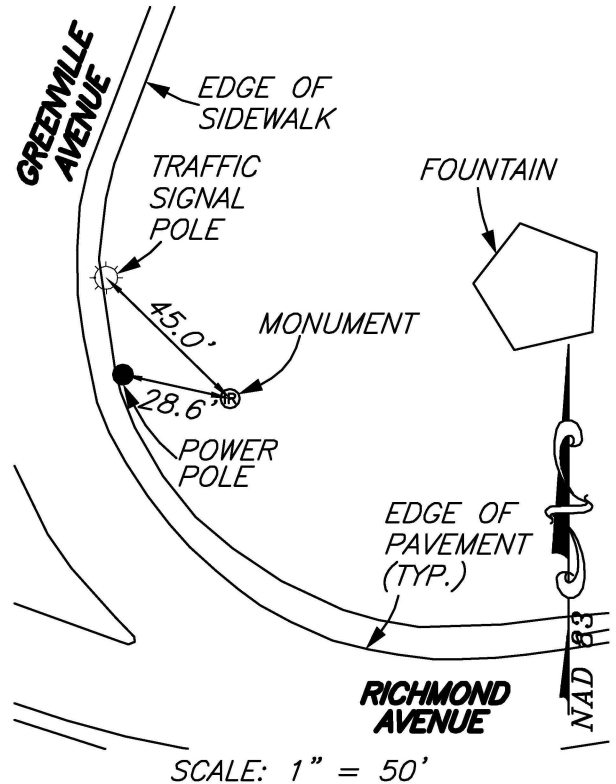 GREENVILLE
AVENUE
EDGE OF
SIDEWALK
TRAFFIC
SIGNAL
POLE
FOUNTAIN
45.0'
MONUMENT
IR
28.6'
POWER
POLE
EDGE OF
PAVEMENT
(TYP.)
NAD 83
RICHMOND
AVENUE
SCALE: 1" = 50'